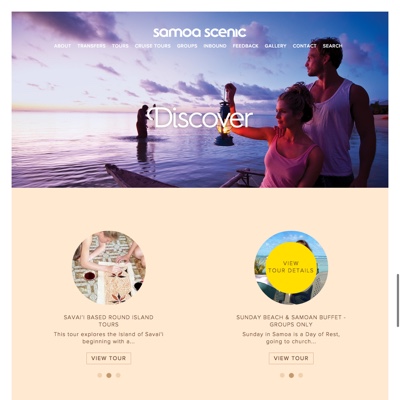 samoa scenic
ABOUT TRANSFERS TOURS CRUISE TOURS GROUPS INBOUND FEEDBACK GALLERY CONTACT SEARCH
Discover
VIEW
TOUR DETAILS
SAVAI'I BASED ROUND ISLAND
TOURS
This tour explores the island of Savai'i
beginning with a...
VIEW TOUR
SUNDAY BEACH & SAMOAN BUFFET -
GROUPS ONLY
Sunday in Samoa is a Day of Rest,
going to church...
VIEW TOUR